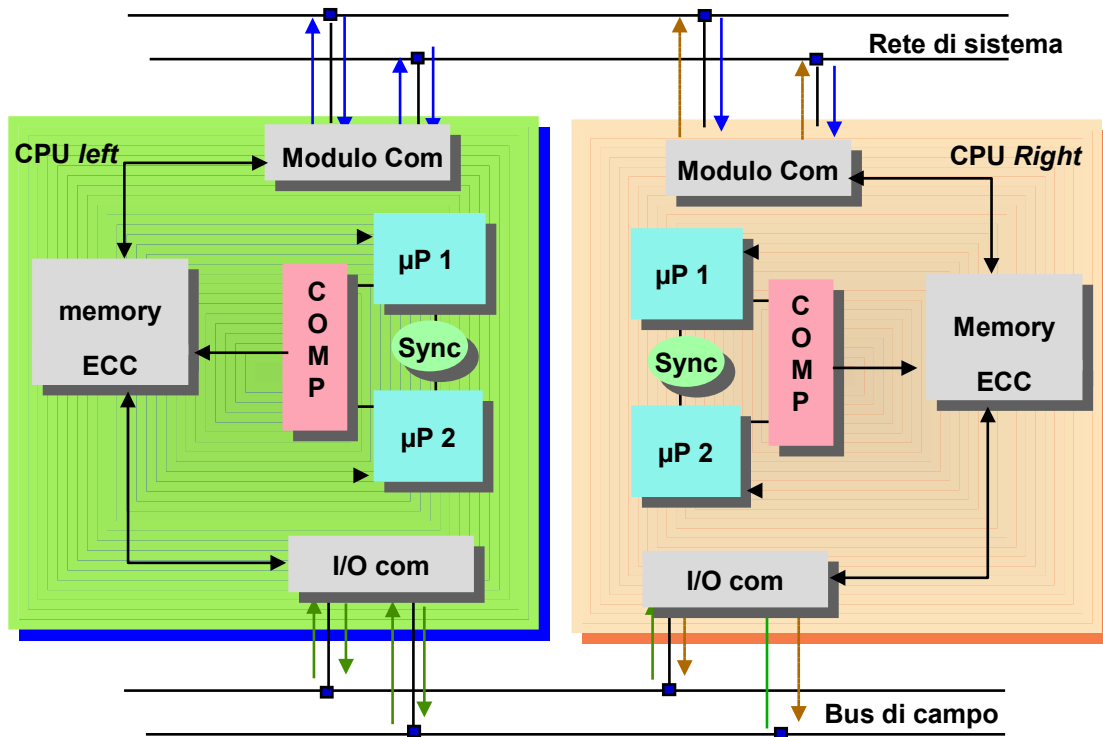 Rete di sistema
CPU left
Modulo Com
Modulo Com
CPU Right
µP 1
µP 1
memory
ECC
C
O
M
P
Sync
µP 2
Sync
C
O
M
P
Memory
ECC
µP 2
I/O com
I/O com
Bus di campo